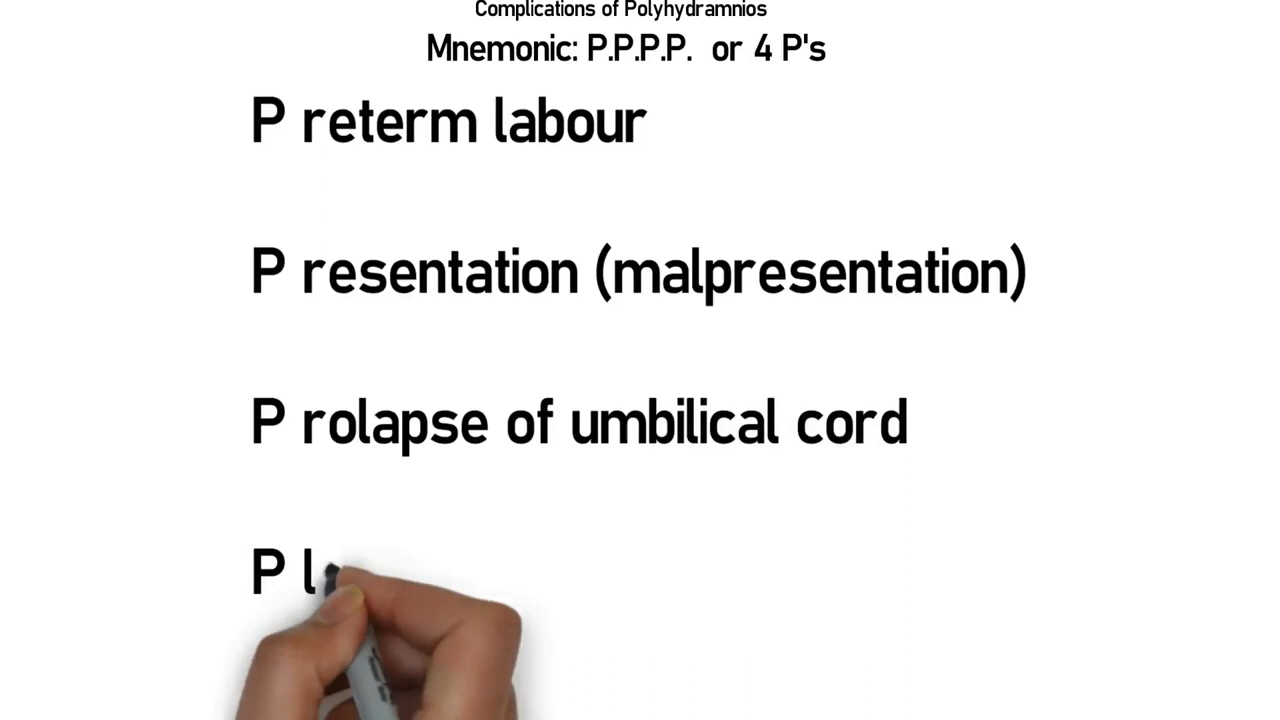 Complications of Polyhydramnios
Mnemonic: P.P.P.P. or 4 P's
P reterm labour
P resentation (malpresentation)
P rolapse of umbilical cord
P l